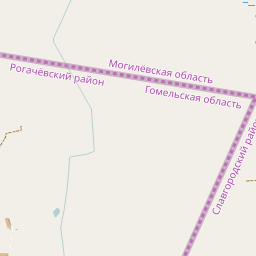 Могилёвская область
Рогачёвский район
Гомельская область
Славгородский райо